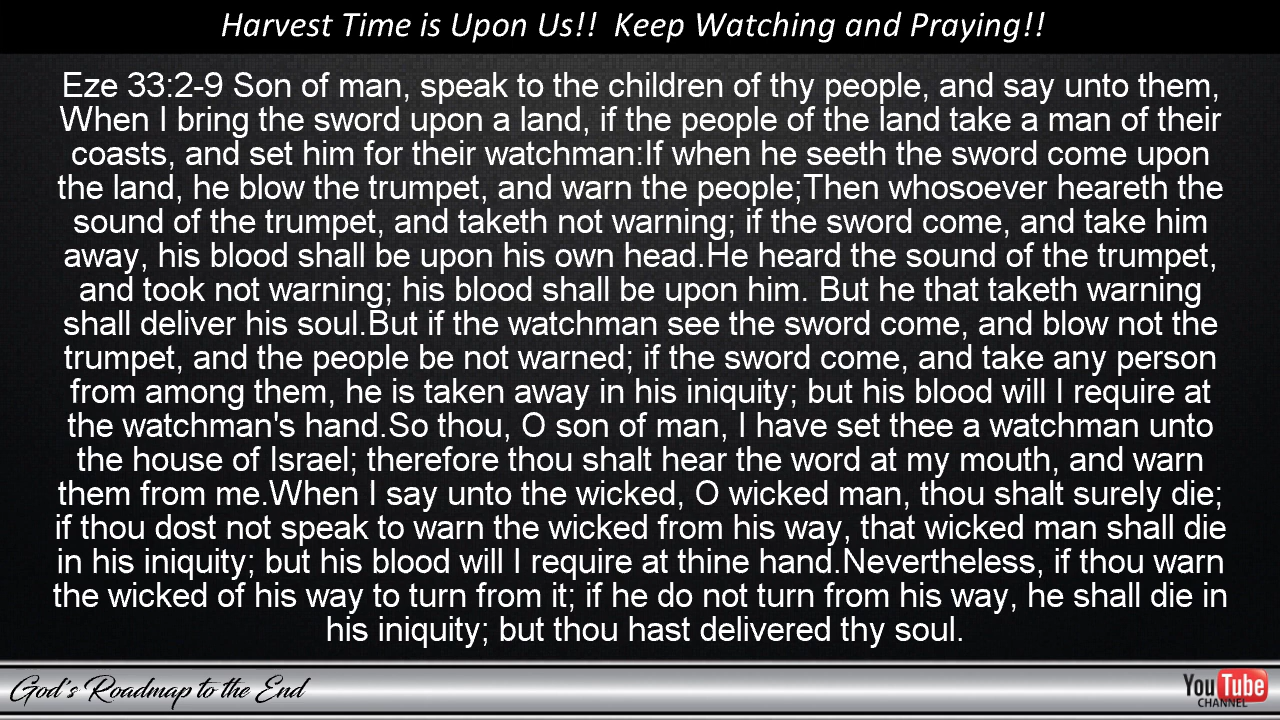 Harvest Time is Upon Us!!  Keep Watching and Praying!!
Eze 33:2-9 Son of man, speak to the children of thy people, and say unto them,
When I bring the sword upon a land, if the people of the land take a man of their
coasts, and set him for their watchman:If when he seeth the sword come upon
the land, he blow the trumpet, and warn the people;Then whosoever heareth the
sound of the trumpet, and taketh not warning; if the sword come, and take him
away, his blood shall be upon his own head.He heard the sound of the trumpet,
and took not warning; his blood shall be upon him. But he that taketh warning
shall deliver his soul.But if the watchman see the sword come, and blow not the
trumpet, and the people be not warned; if the sword come, and take any person
from among them, he is taken away in his iniquity; but his blood will I require at
the watchman's hand.So thou, O son of man, I have set thee a watchman unto
the house of Israel; therefore thou shalt hear the word at my mouth, and warn
them from me.When I say unto the wicked, O wicked man, thou shalt surely die;
if thou dost not speak to warn the wicked from his way, that wicked man shall die
in his iniquity; but his blood will I require at thine hand.Nevertheless, if thou warn
the wicked of his way to turn from it; if he do not turn from his way, he shall die in
his iniquity; but thou hast delivered thy soul.
God's Roadmap to the End
YouTube
CHANNEL